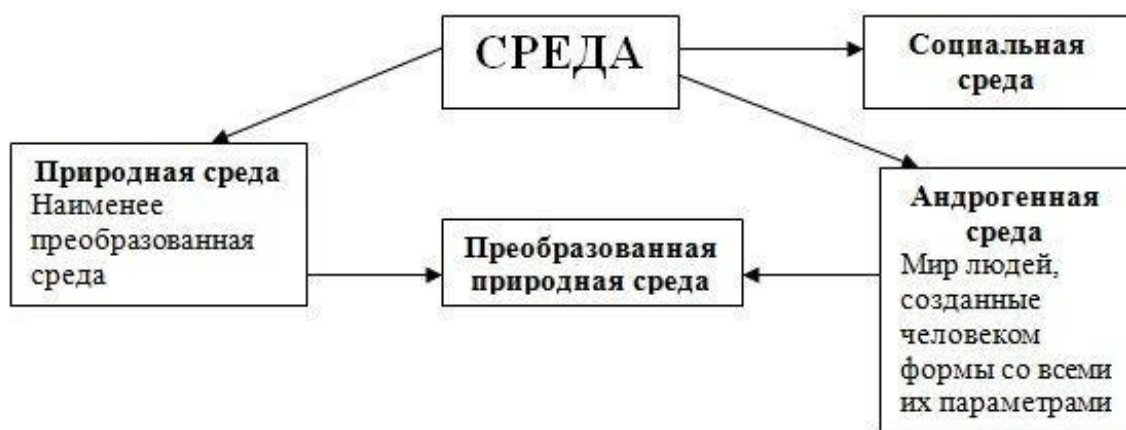 СРЕДА
Социальная
среда
Природная среда
Наименее
преобразованная
среда
Преобразованная
природная среда
Андрогенная
среда
Мир людей,
созданные
человеком
формы со всеми
их параметрами